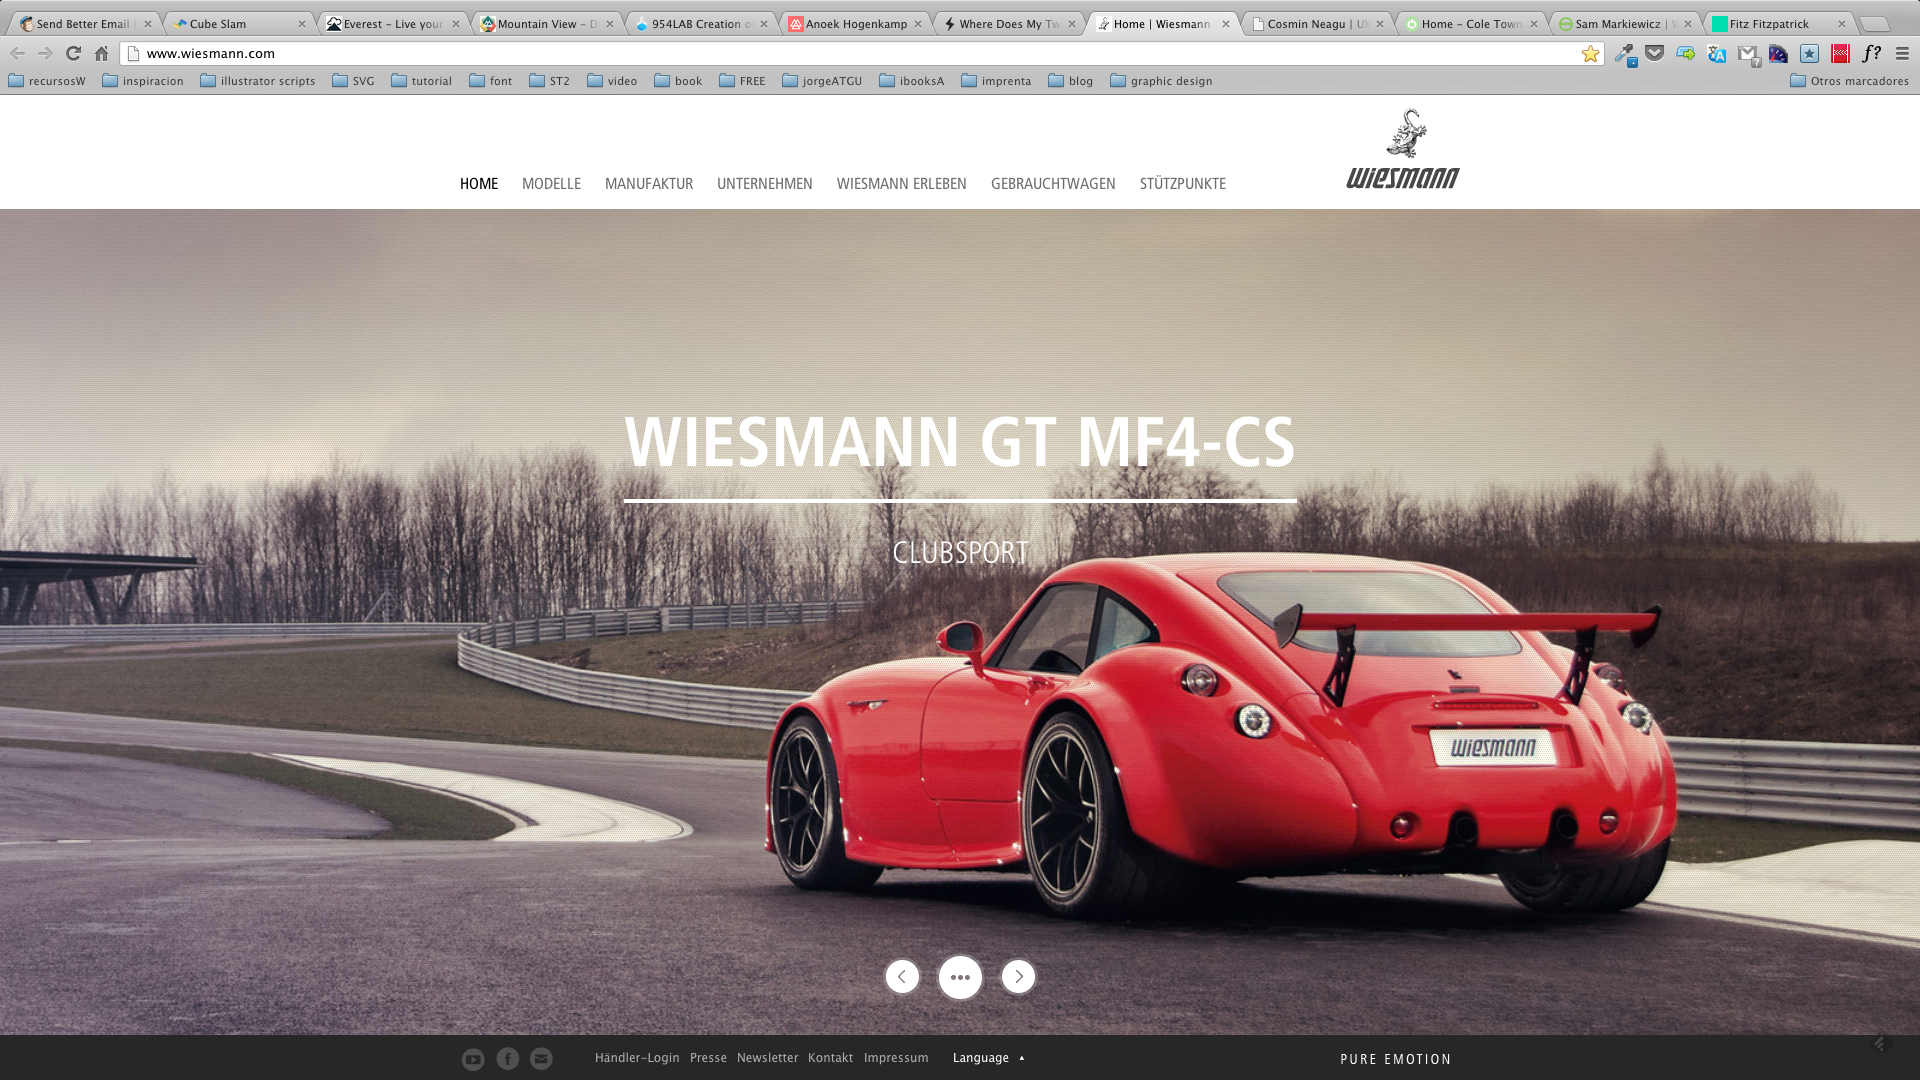 Send Better Email
Cube Slam
Everest – Live your
Mountain View – D
954LAB Creation o
Anoek Hogenkamp
Where Does My Tw
Home | Wiesmann
Cosmin Neagu | UX
Home – Cole Town
Sam Markiewicz | W
Fitz Fitzpatrick
www.wiesmann.com
f?
recursosW
inspiracion
illustrator scripts
SVG
tutorial
font
ST2
video
book
FREE
jorgeATGU
ibooksA
imprenta
blog
graphic design
Otros marcadores
wiesmann
HOME
MODELLE
MANUFAKTUR
UNTERNEHMEN
WIESMANN ERLEBEN
GEBRAUCHTWAGEN
STÜTZPUNKTE
WIESMANN GT MF4-CS
CLUBSPORT
wiesmann
Händler-Login
Presse
Newsletter
Kontakt
Impressum
Language
PURE EMOTION